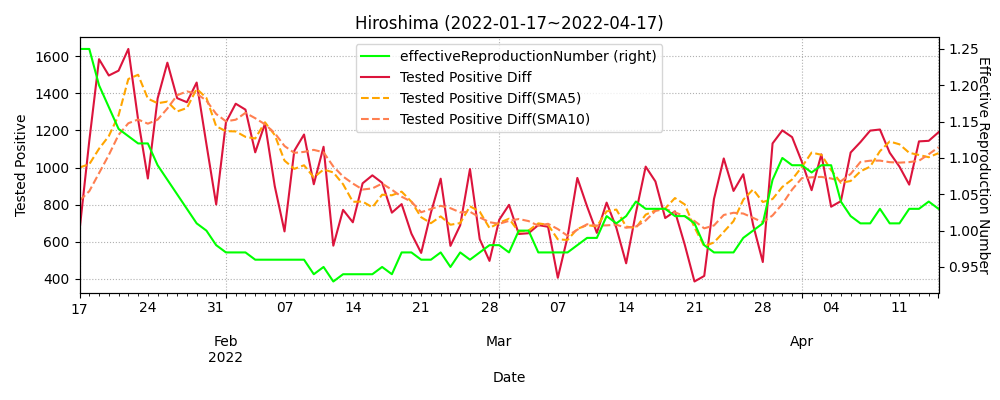 Hiroshima (2022-01-17~2022-04-17)
effectiveReproductionNumber (right)
Tested Positive Diff
Tested Positive Diff(SMA5)
Tested Positive Diff(SMA10)
Tested Positive
1600
1400
1200
1000
800
600
400
1.25
1.20
1.15
1.10
1.05
1.00
0.95
Effective Reproduction Number
17 24 31 07 14 21 28 07 14 21 28 04 11
Feb Mar Apr
2022
Date